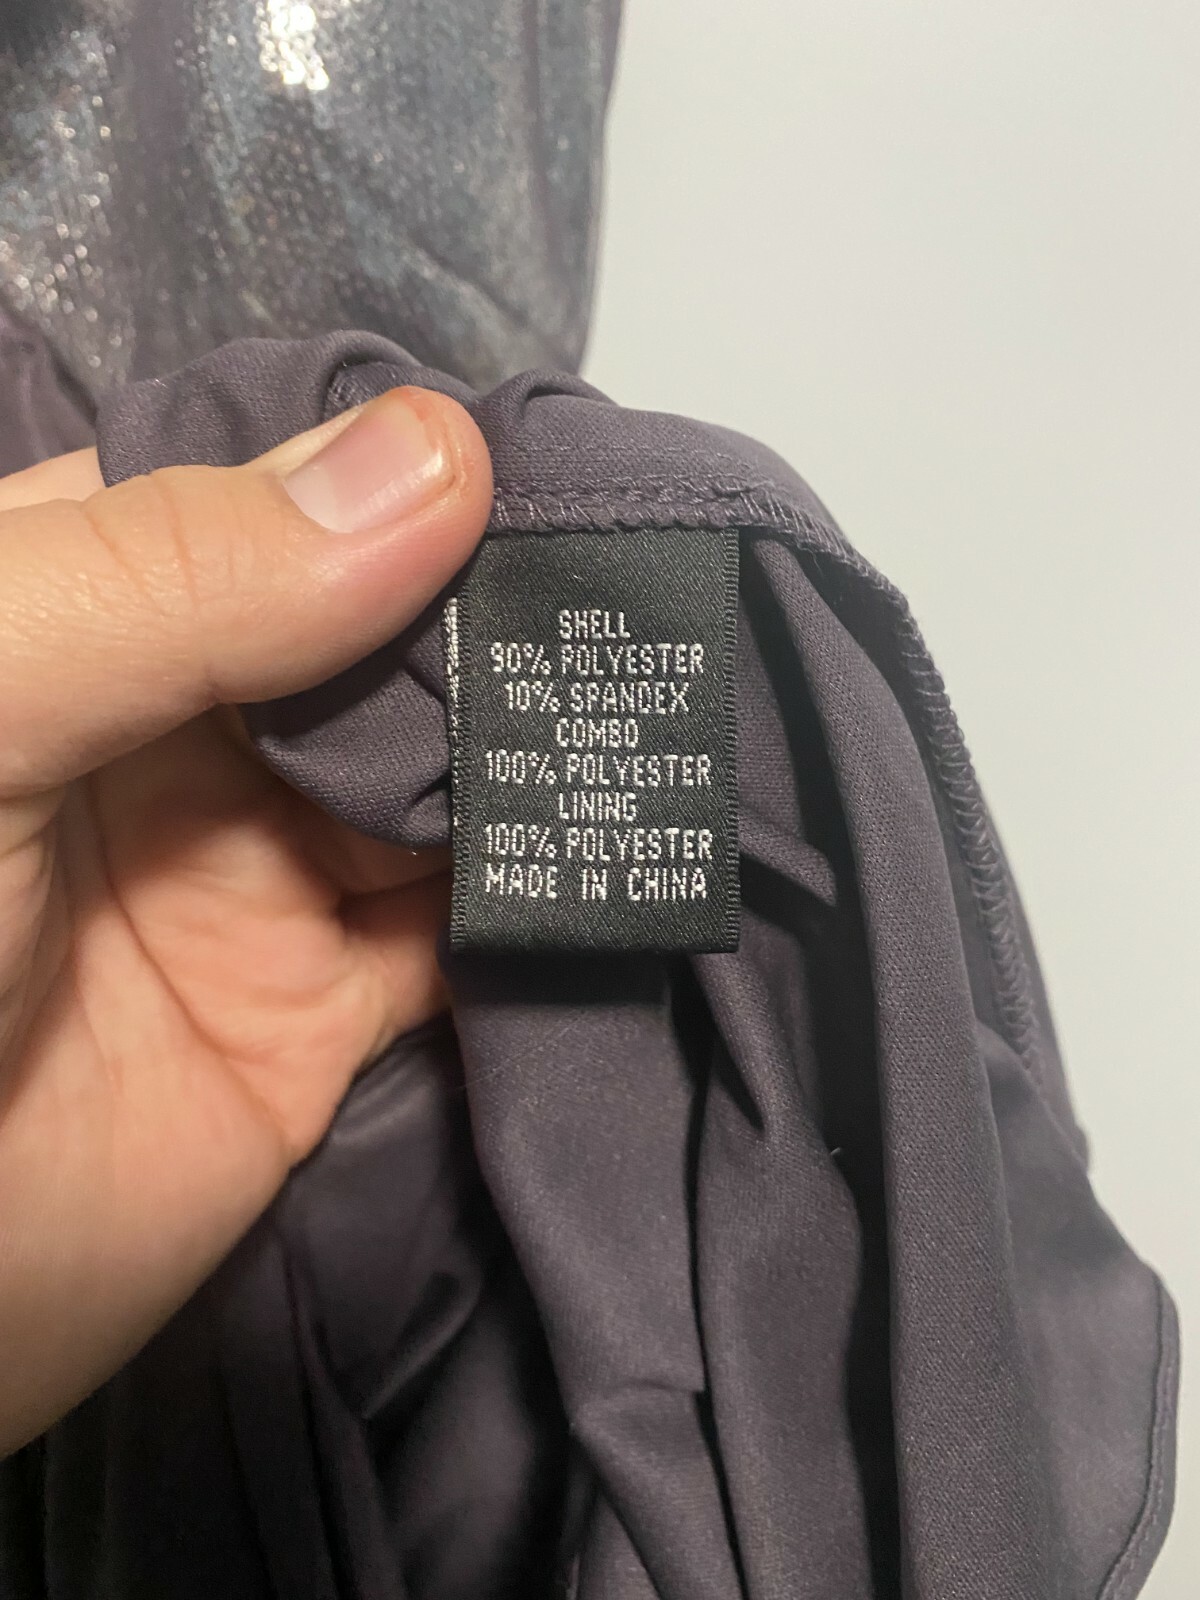 SHELL
90% POLYESTER
10% SPANDEX
COMBO
100% POLYESTER
LINING
100% POLYESTER
MADE IN CHINA